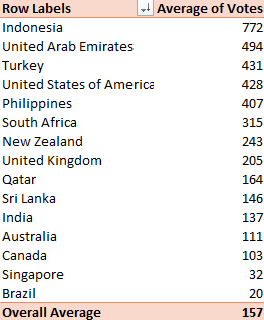 Row Labels Average of Votes
Indonesia 772
United Arab Emirates 494
Turkey 431
United States of America 428
Philippines 407
South Africa 315
New Zealand 243
United Kingdom 205
Qatar 164
Sri Lanka 146
India 137
Australia 111
Canada 103
Singapore 32
Brazil 20
Overall Average 157